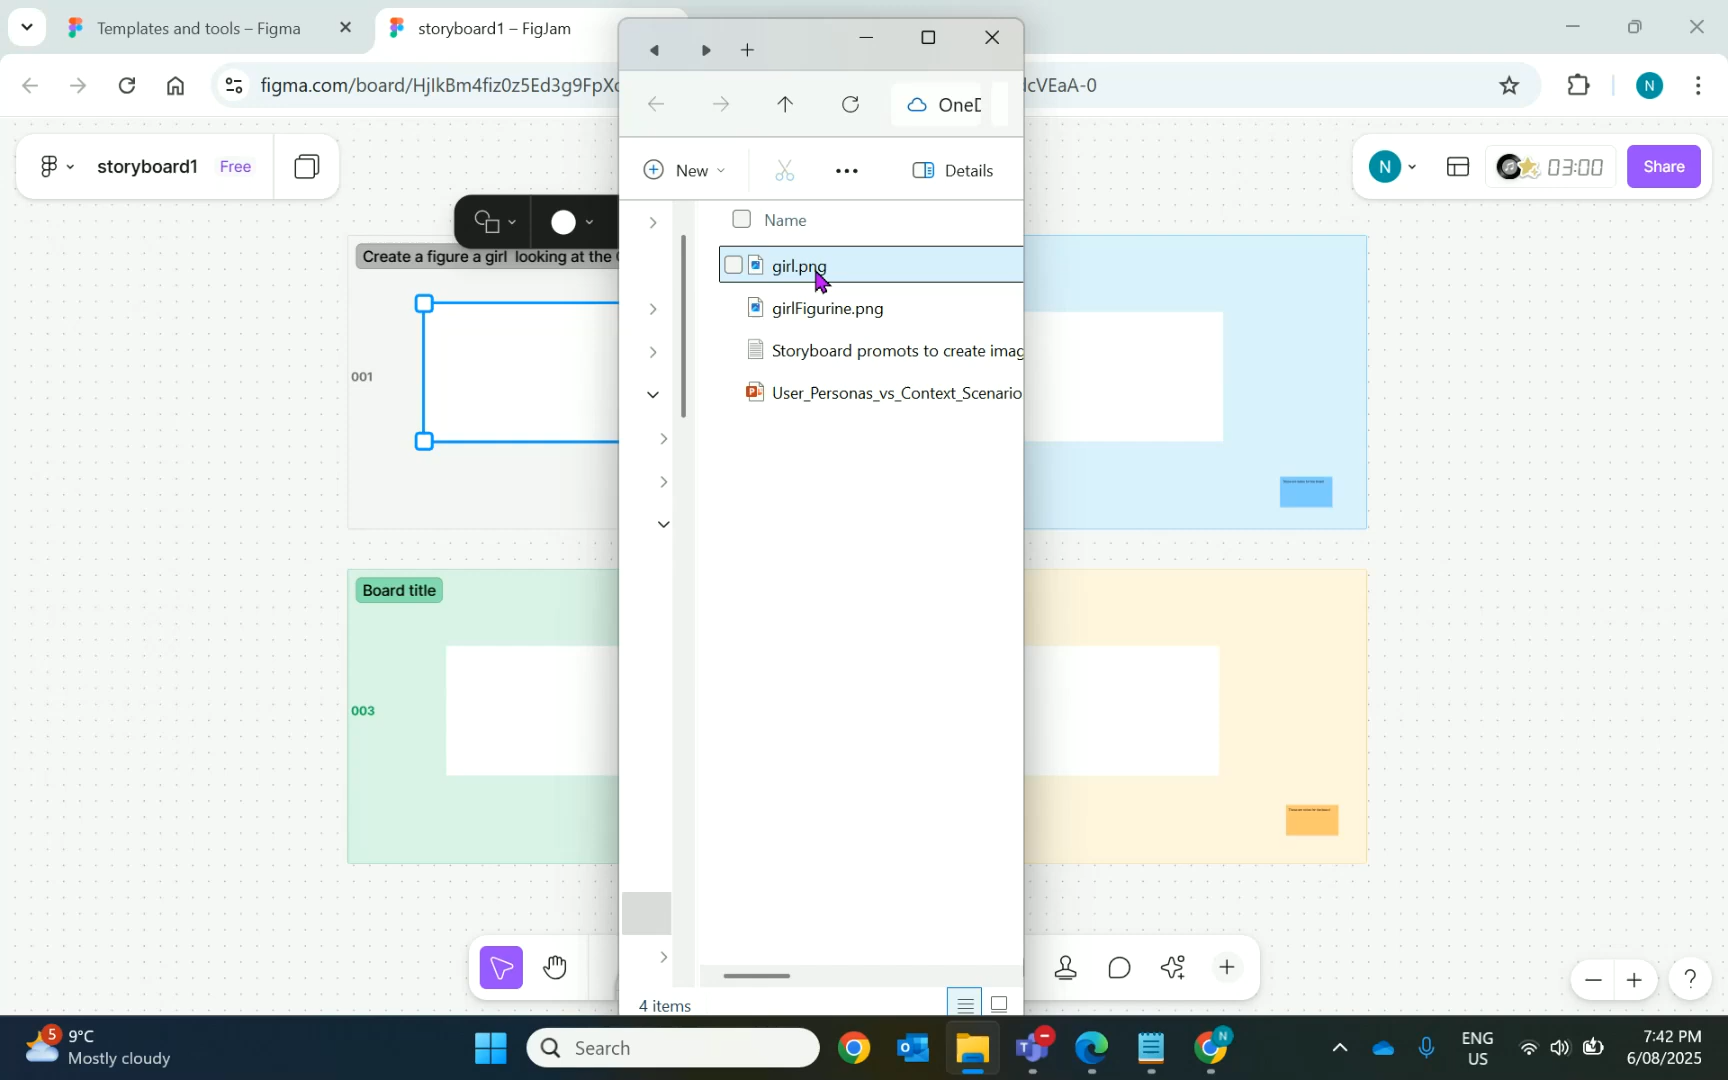 Templates and tools – Figma
storyboard1 – FigJam
figma.com/board/HjlkBm4fiz0z5Ed3g9FpX
cVEaA-0
N
storyboard1 Free
N
03:00
Share
OneD
New
Details
Name
girl.png
girlFigurine.png
Storyboard promots to create imag
User_Personas_vs_Context_Scenario
4 items
Create a figure a girl looking at the
001
Board title
003
5
9°C
Mostly cloudy
Search
N
ENG
US
7:42 PM
6/08/2025